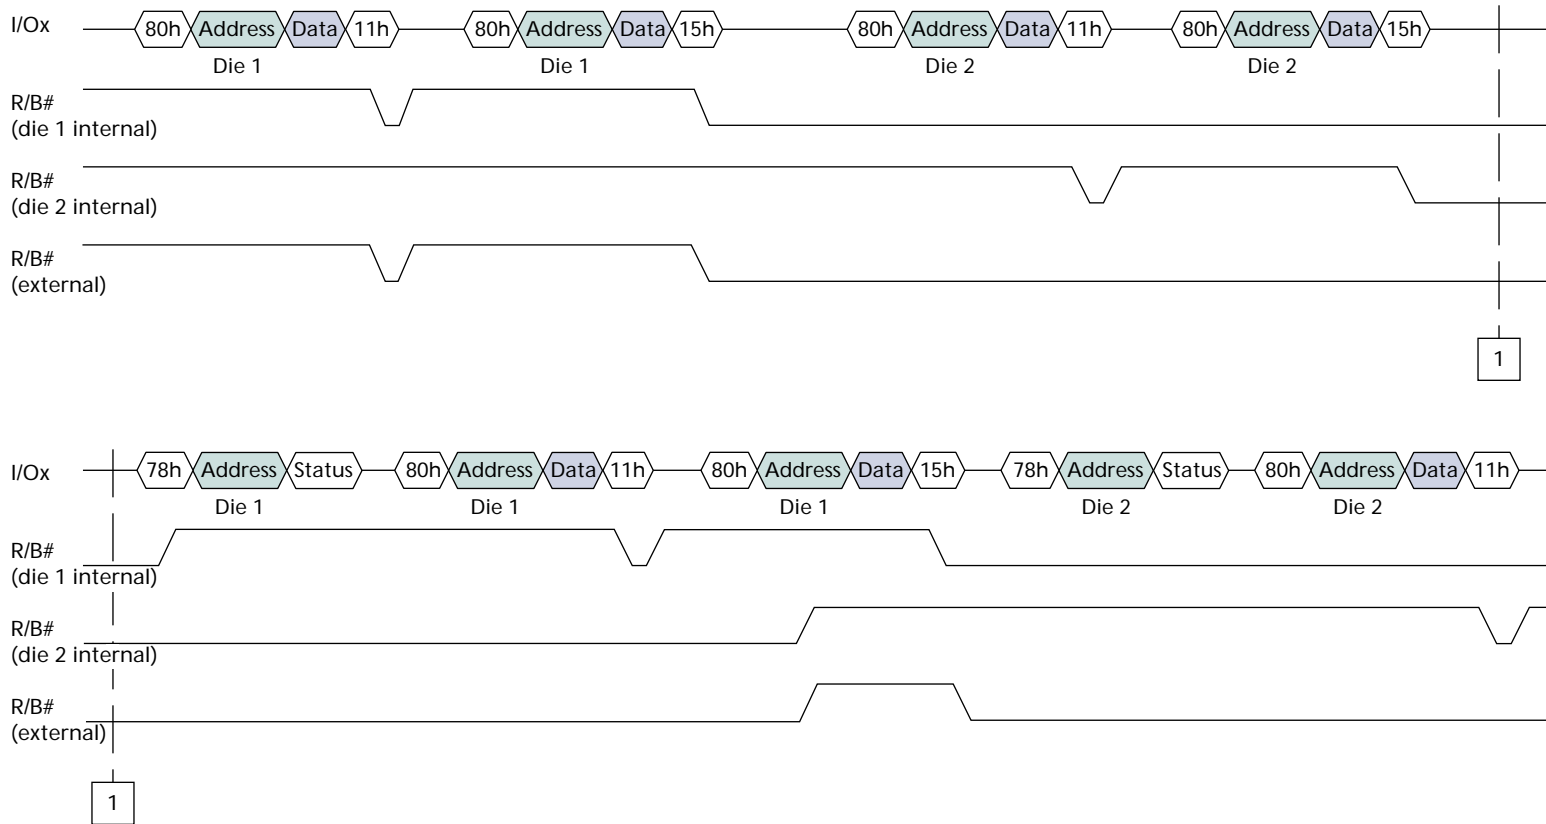 I/Ox 80h Address Data 11h 80h Address Data 15h 80h Address Data 11h 80h Address Data 15h
Die 1 Die 1 Die 2 Die 2
R/B#
(die 1 internal)
R/B#
(die 2 internal)
R/B#
(external)
1
I/Ox 78h Address Status 80h Address Data 11h 80h Address Data 15h 78h Address Status 80h Address Data 11h
Die 1 Die 1 Die 1 Die 2 Die 2
R/B#
(die 1 internal)
R/B#
(die 2 internal)
R/B#
(external)
1